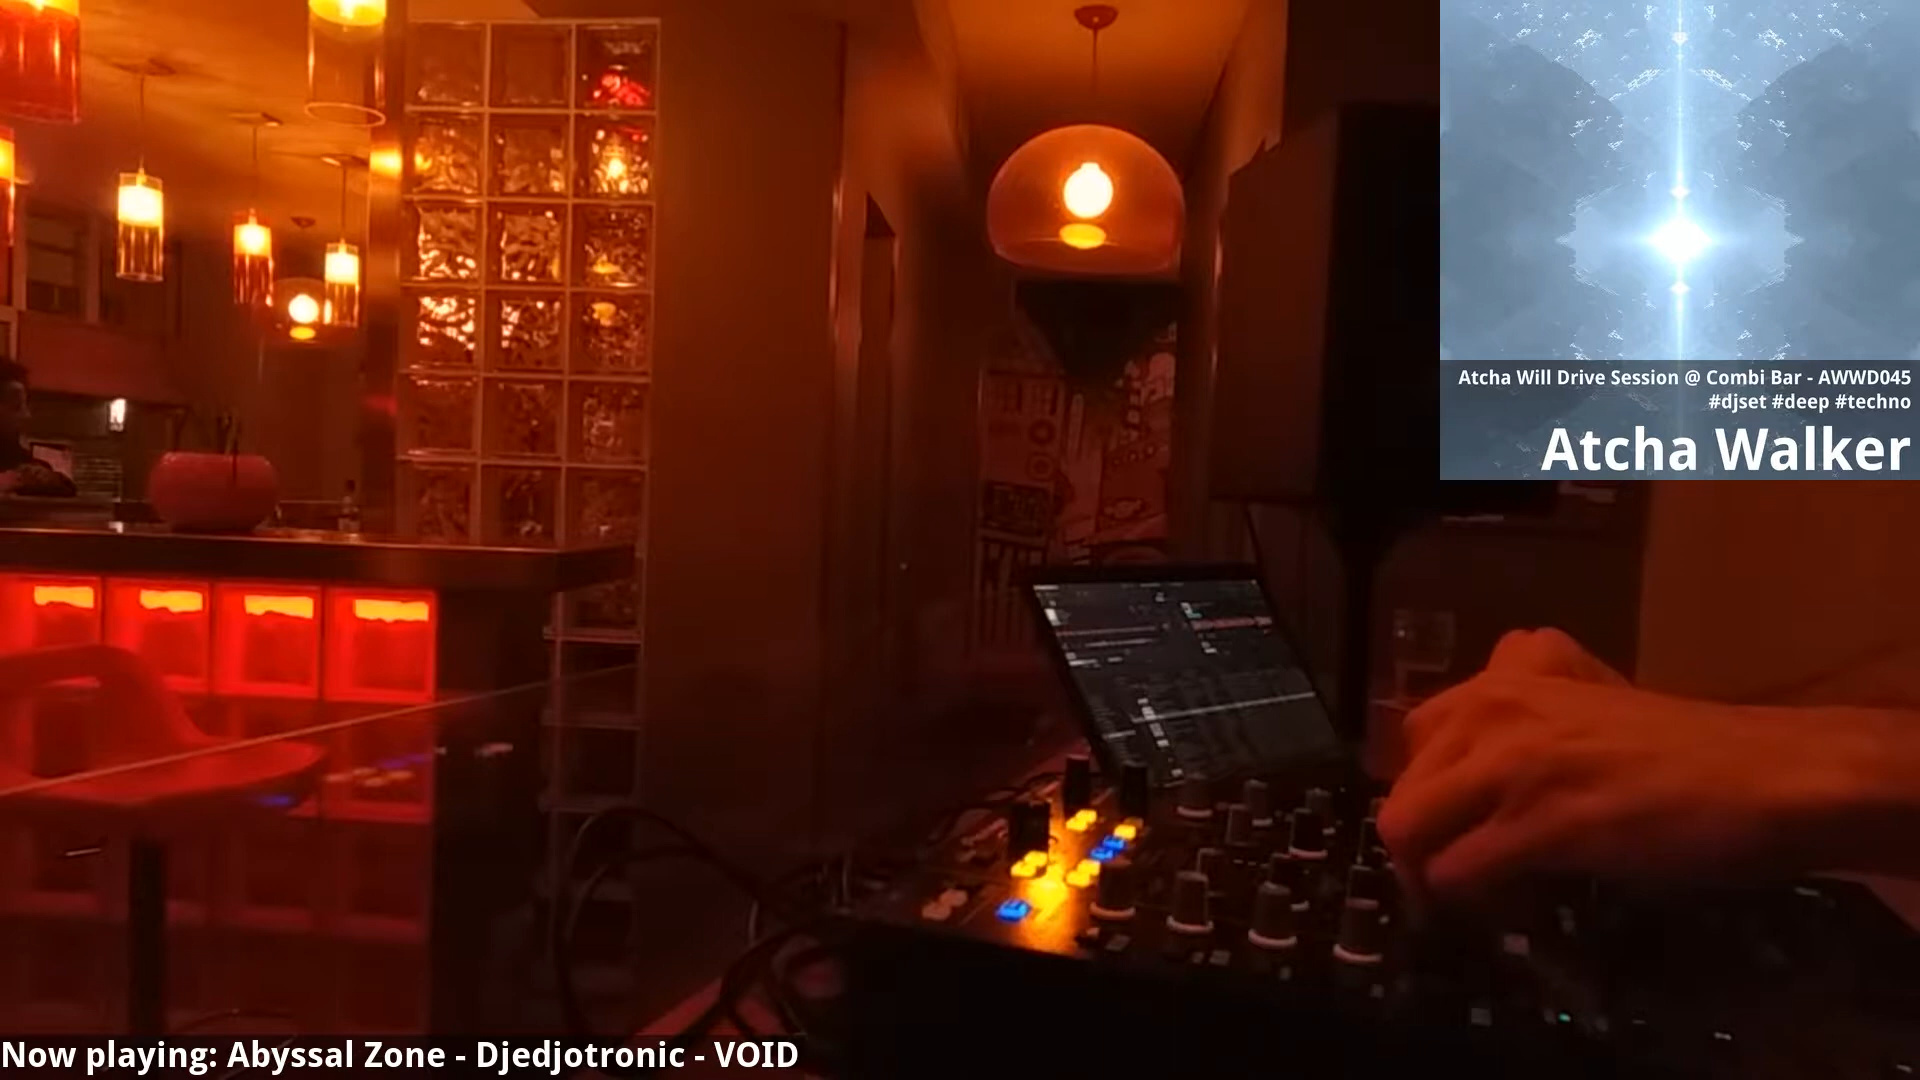 Atcha Will Drive Session @ Combi Bar - AWWD045
#djset #deep #techno
Atcha Walker
Now playing: Abyssal Zone - Djedjotronic - VOID